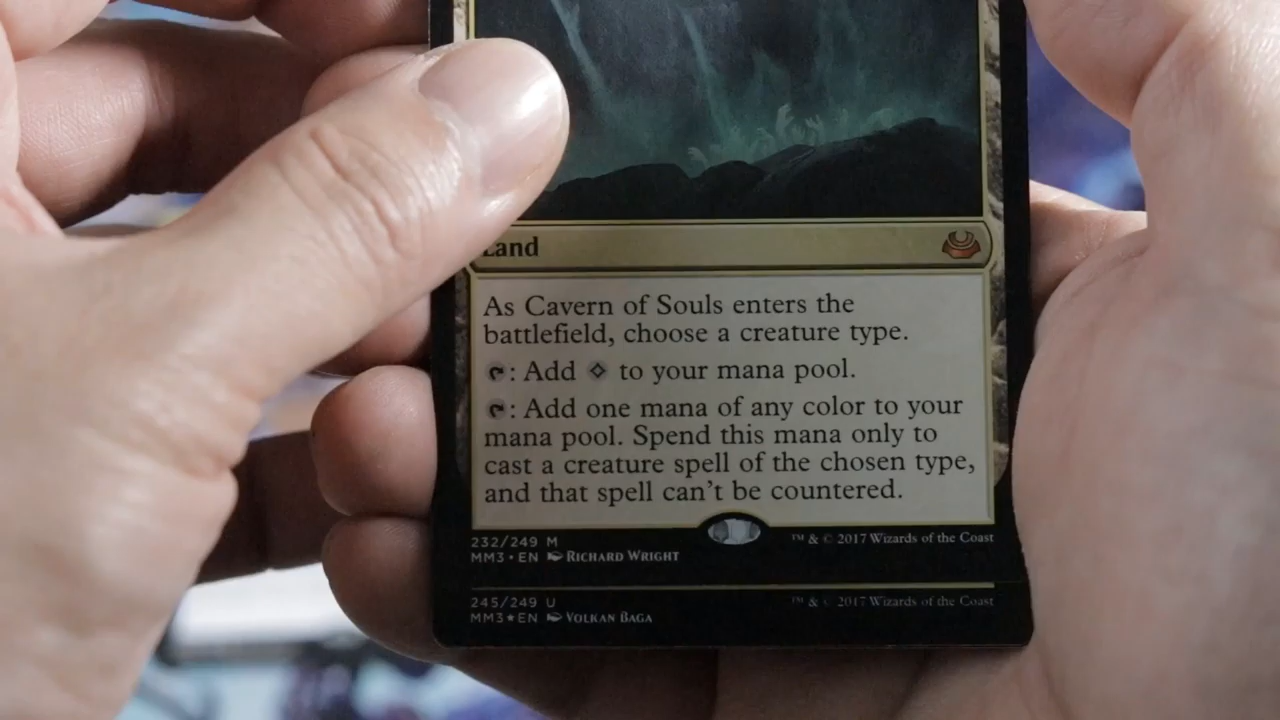 Land
As Cavern of Souls enters the
battlefield, choose a creature type.
: Add to your mana pool.
: Add one mana of any color to your
mana pool. Spend this mana only to
cast a creature spell of the chosen type,
and that spell can't be countered.
232/249 M
MM3 • EN RICHARD WRIGHT
™ & © 2017 Wizards of the Coast
245/249 U
MM3★EN VOLKAN BAGA
™ & © 2017 Wizards of the Coast